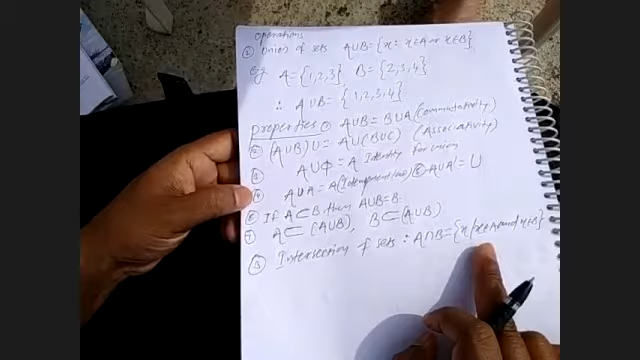 operations
① Union of sets A∪B = {x : x∈A or x∈B}
eg A = {1,2,3} B = {2,3,4}
∴ A∪B = {1,2,3,4}
properties ① A∪B = B∪A (Commutativity)
② (A∪B)∪ = A∪(B∪C) (Associativity)
③ A∪Φ = A Identity for union
④ A∪A = A (Idempotent law) ⑤ A∪A' = U
⑥ If A⊂B then A∪B = B
⑦ A⊂(A∪B), B⊂(A∪B)
Intersection of sets : A∩B = {x / x∈A and x∈B}